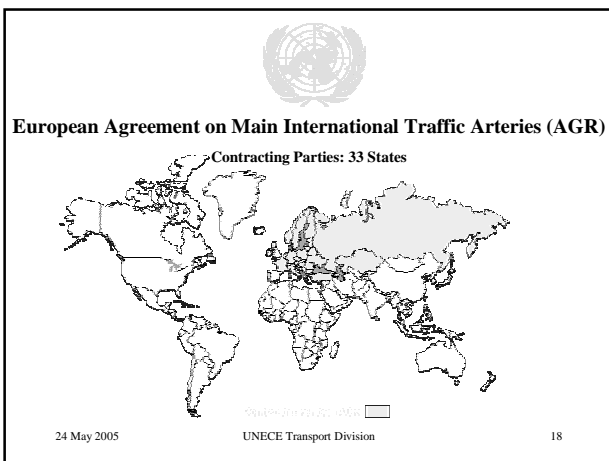 European Agreement on Main International Traffic Arteries (AGR)
Contracting Parties: 33 States
24 May 2005 UNECE Transport Division 18